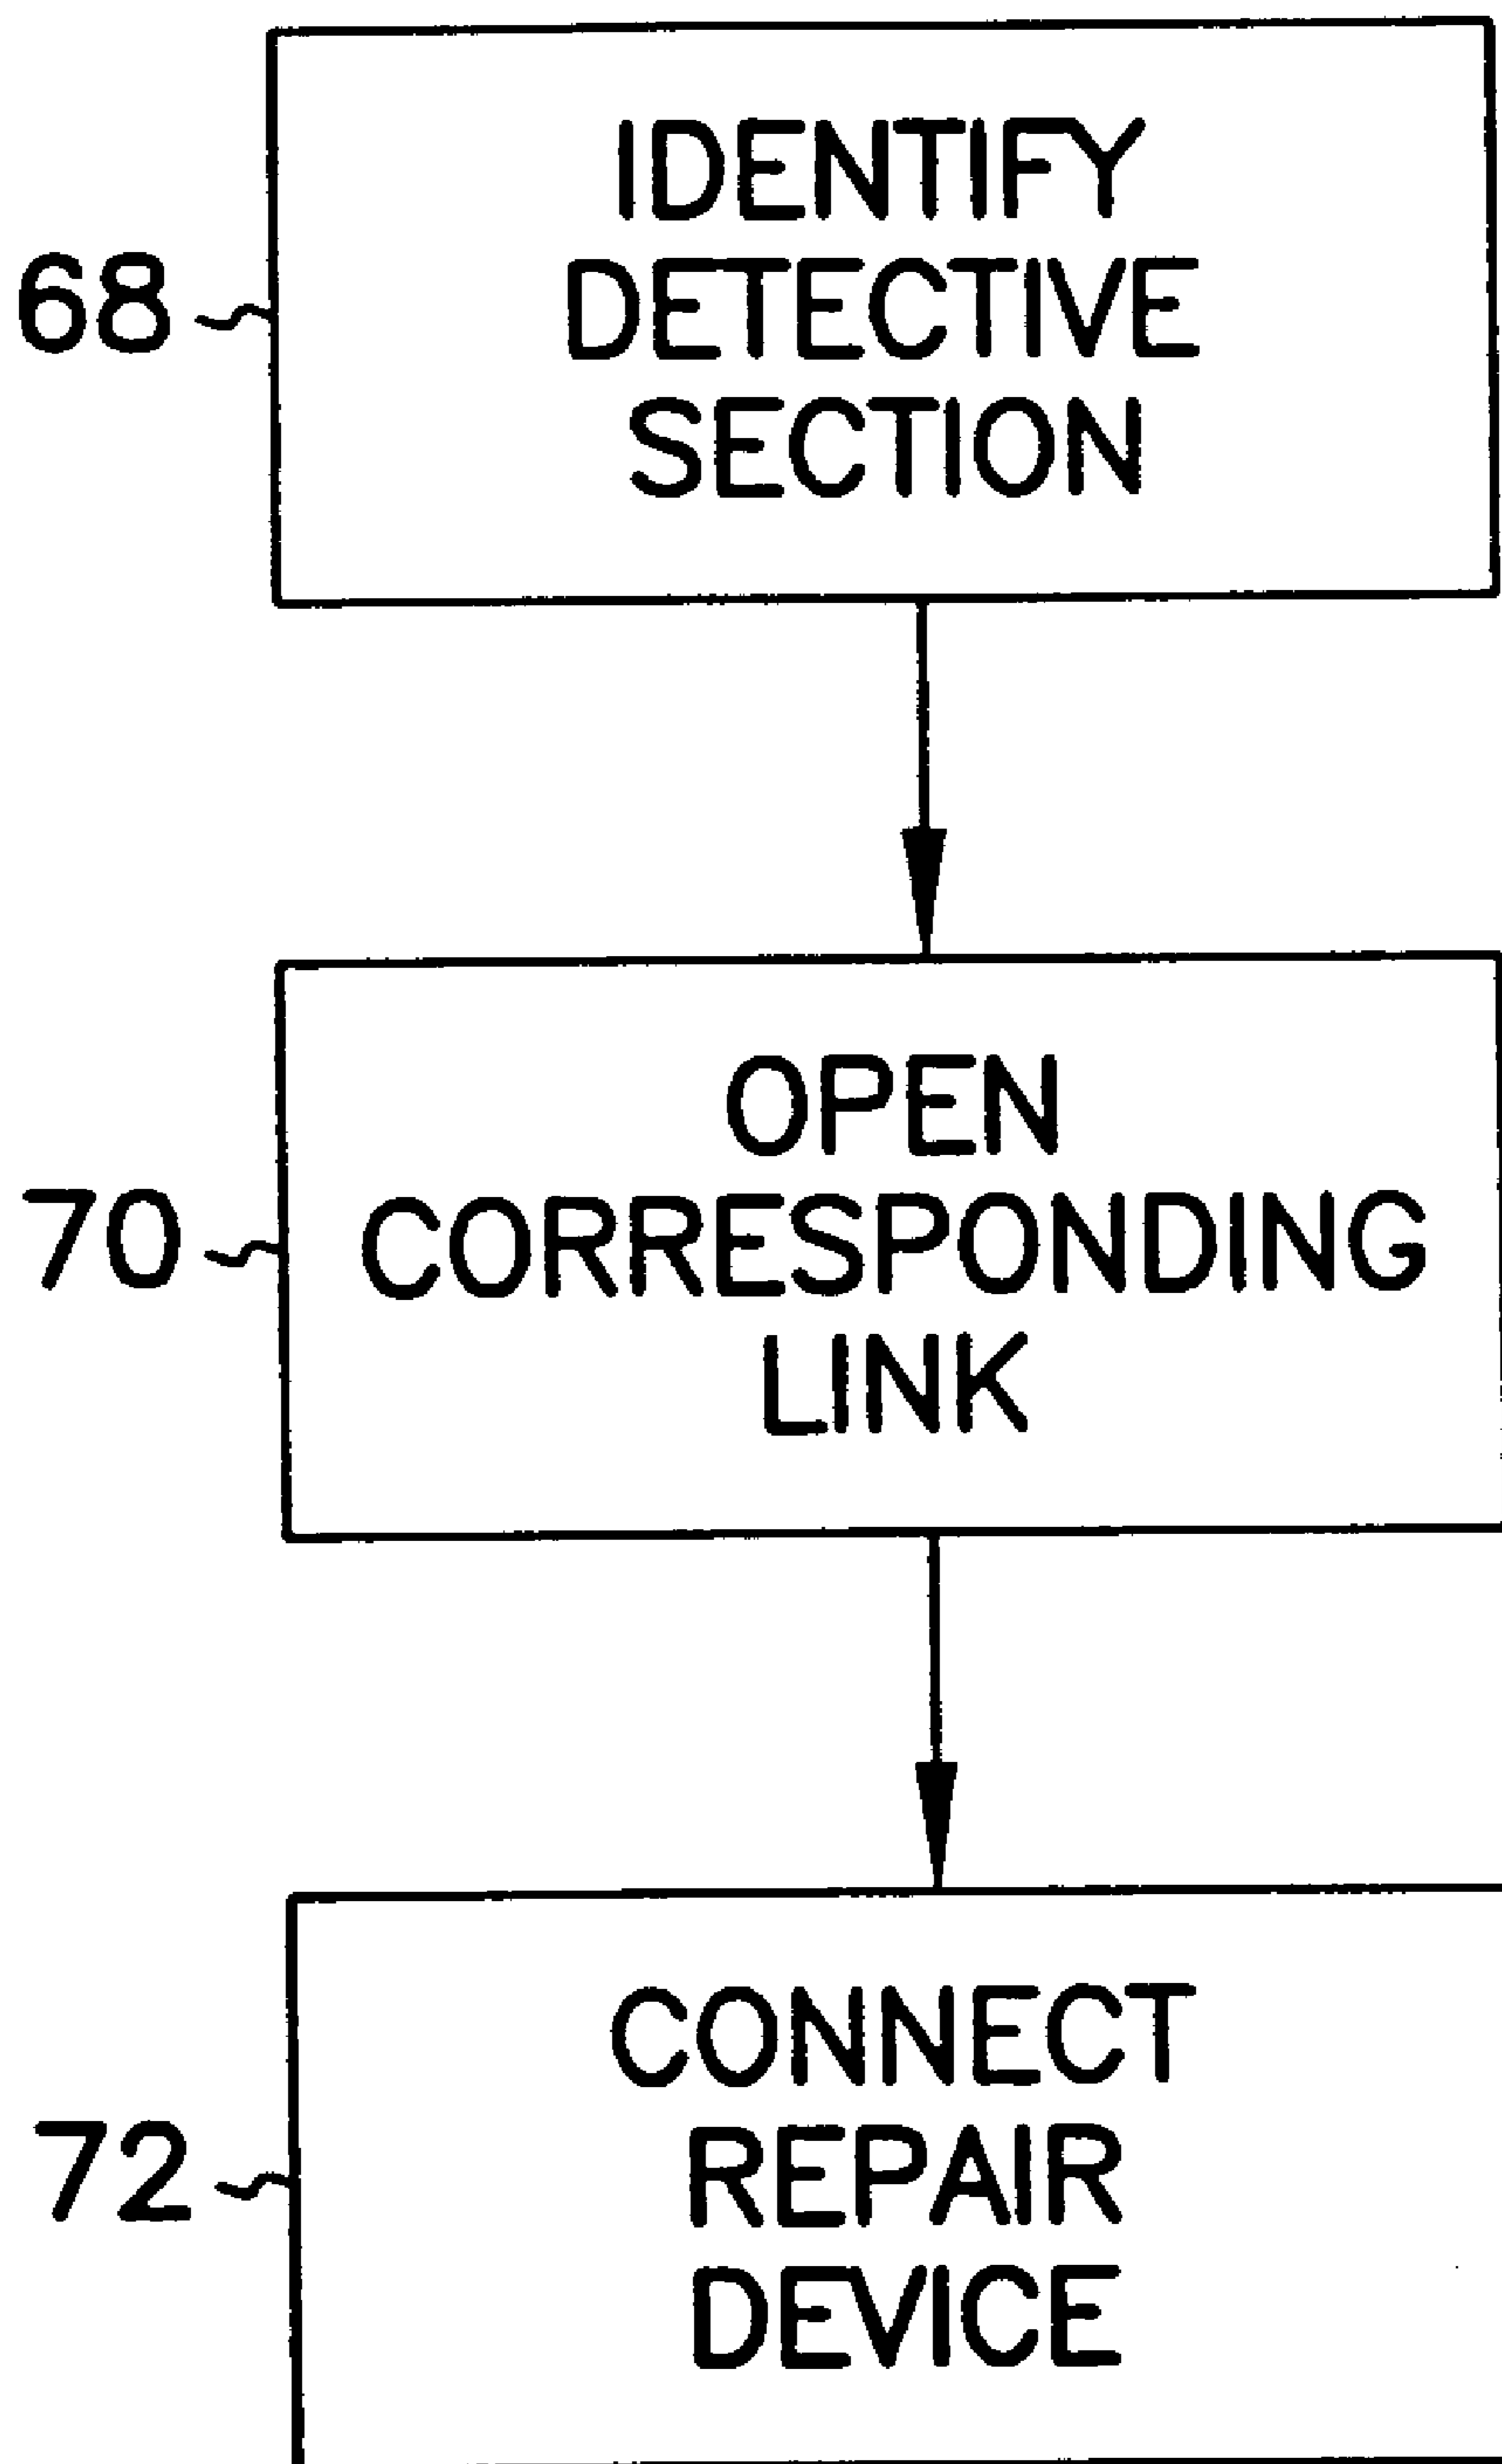 IDENTIFY
DETECTIVE
SECTION
68
OPEN
CORRESPONDING
LINK
70
CONNECT
REPAIR
DEVICE
72